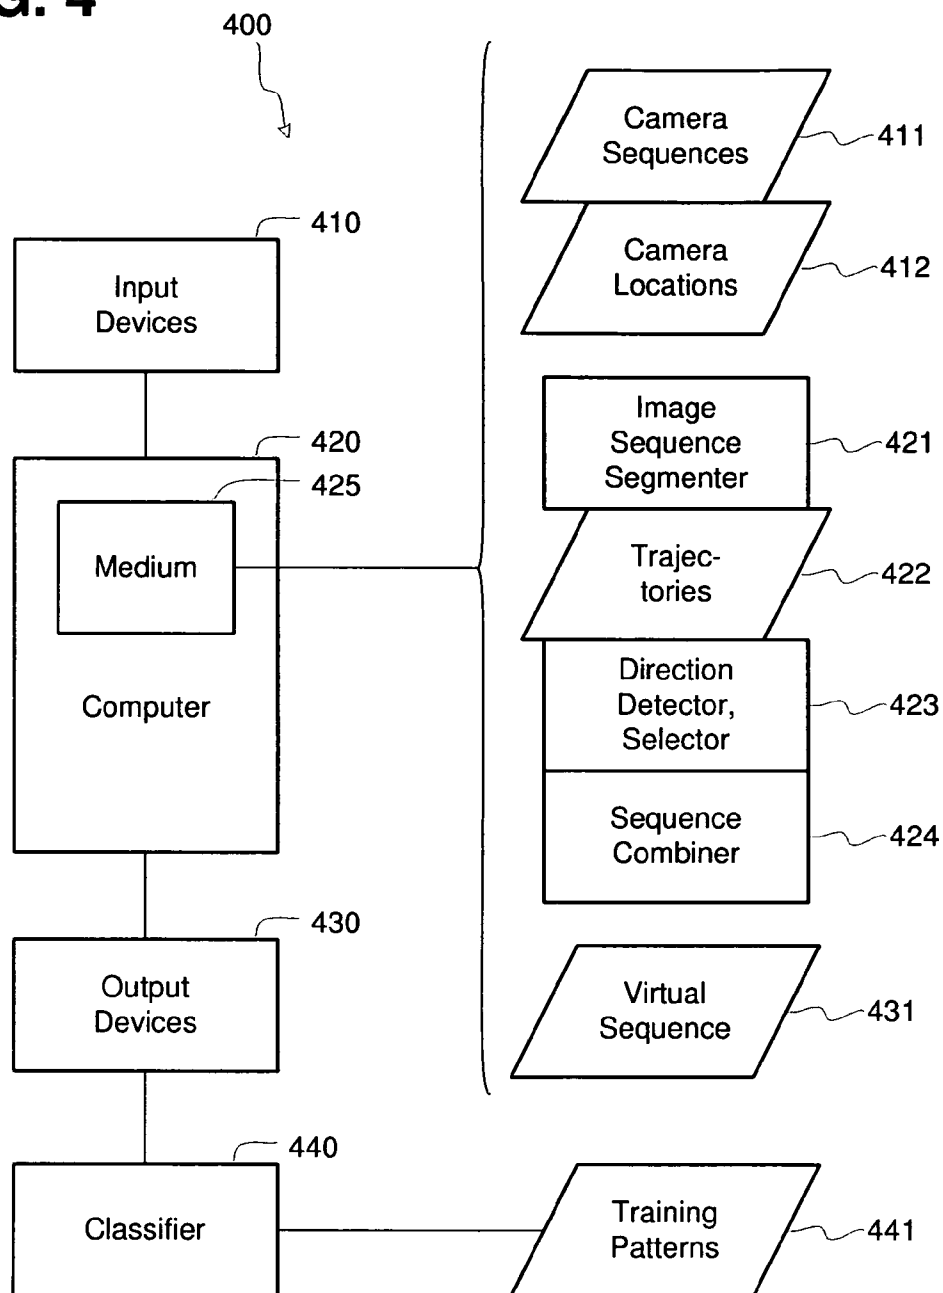 G. 4
400
Camera
Sequences
411
Camera
Locations
412
410
Input
Devices
Image
Sequence
Segmenter
421
420
425
Medium
Computer
Trajec-
tories
422
Direction
Detector,
Selector
423
Sequence
Combiner
424
430
Output
Devices
Virtual
Sequence
431
440
Classifier
Training
Patterns
441